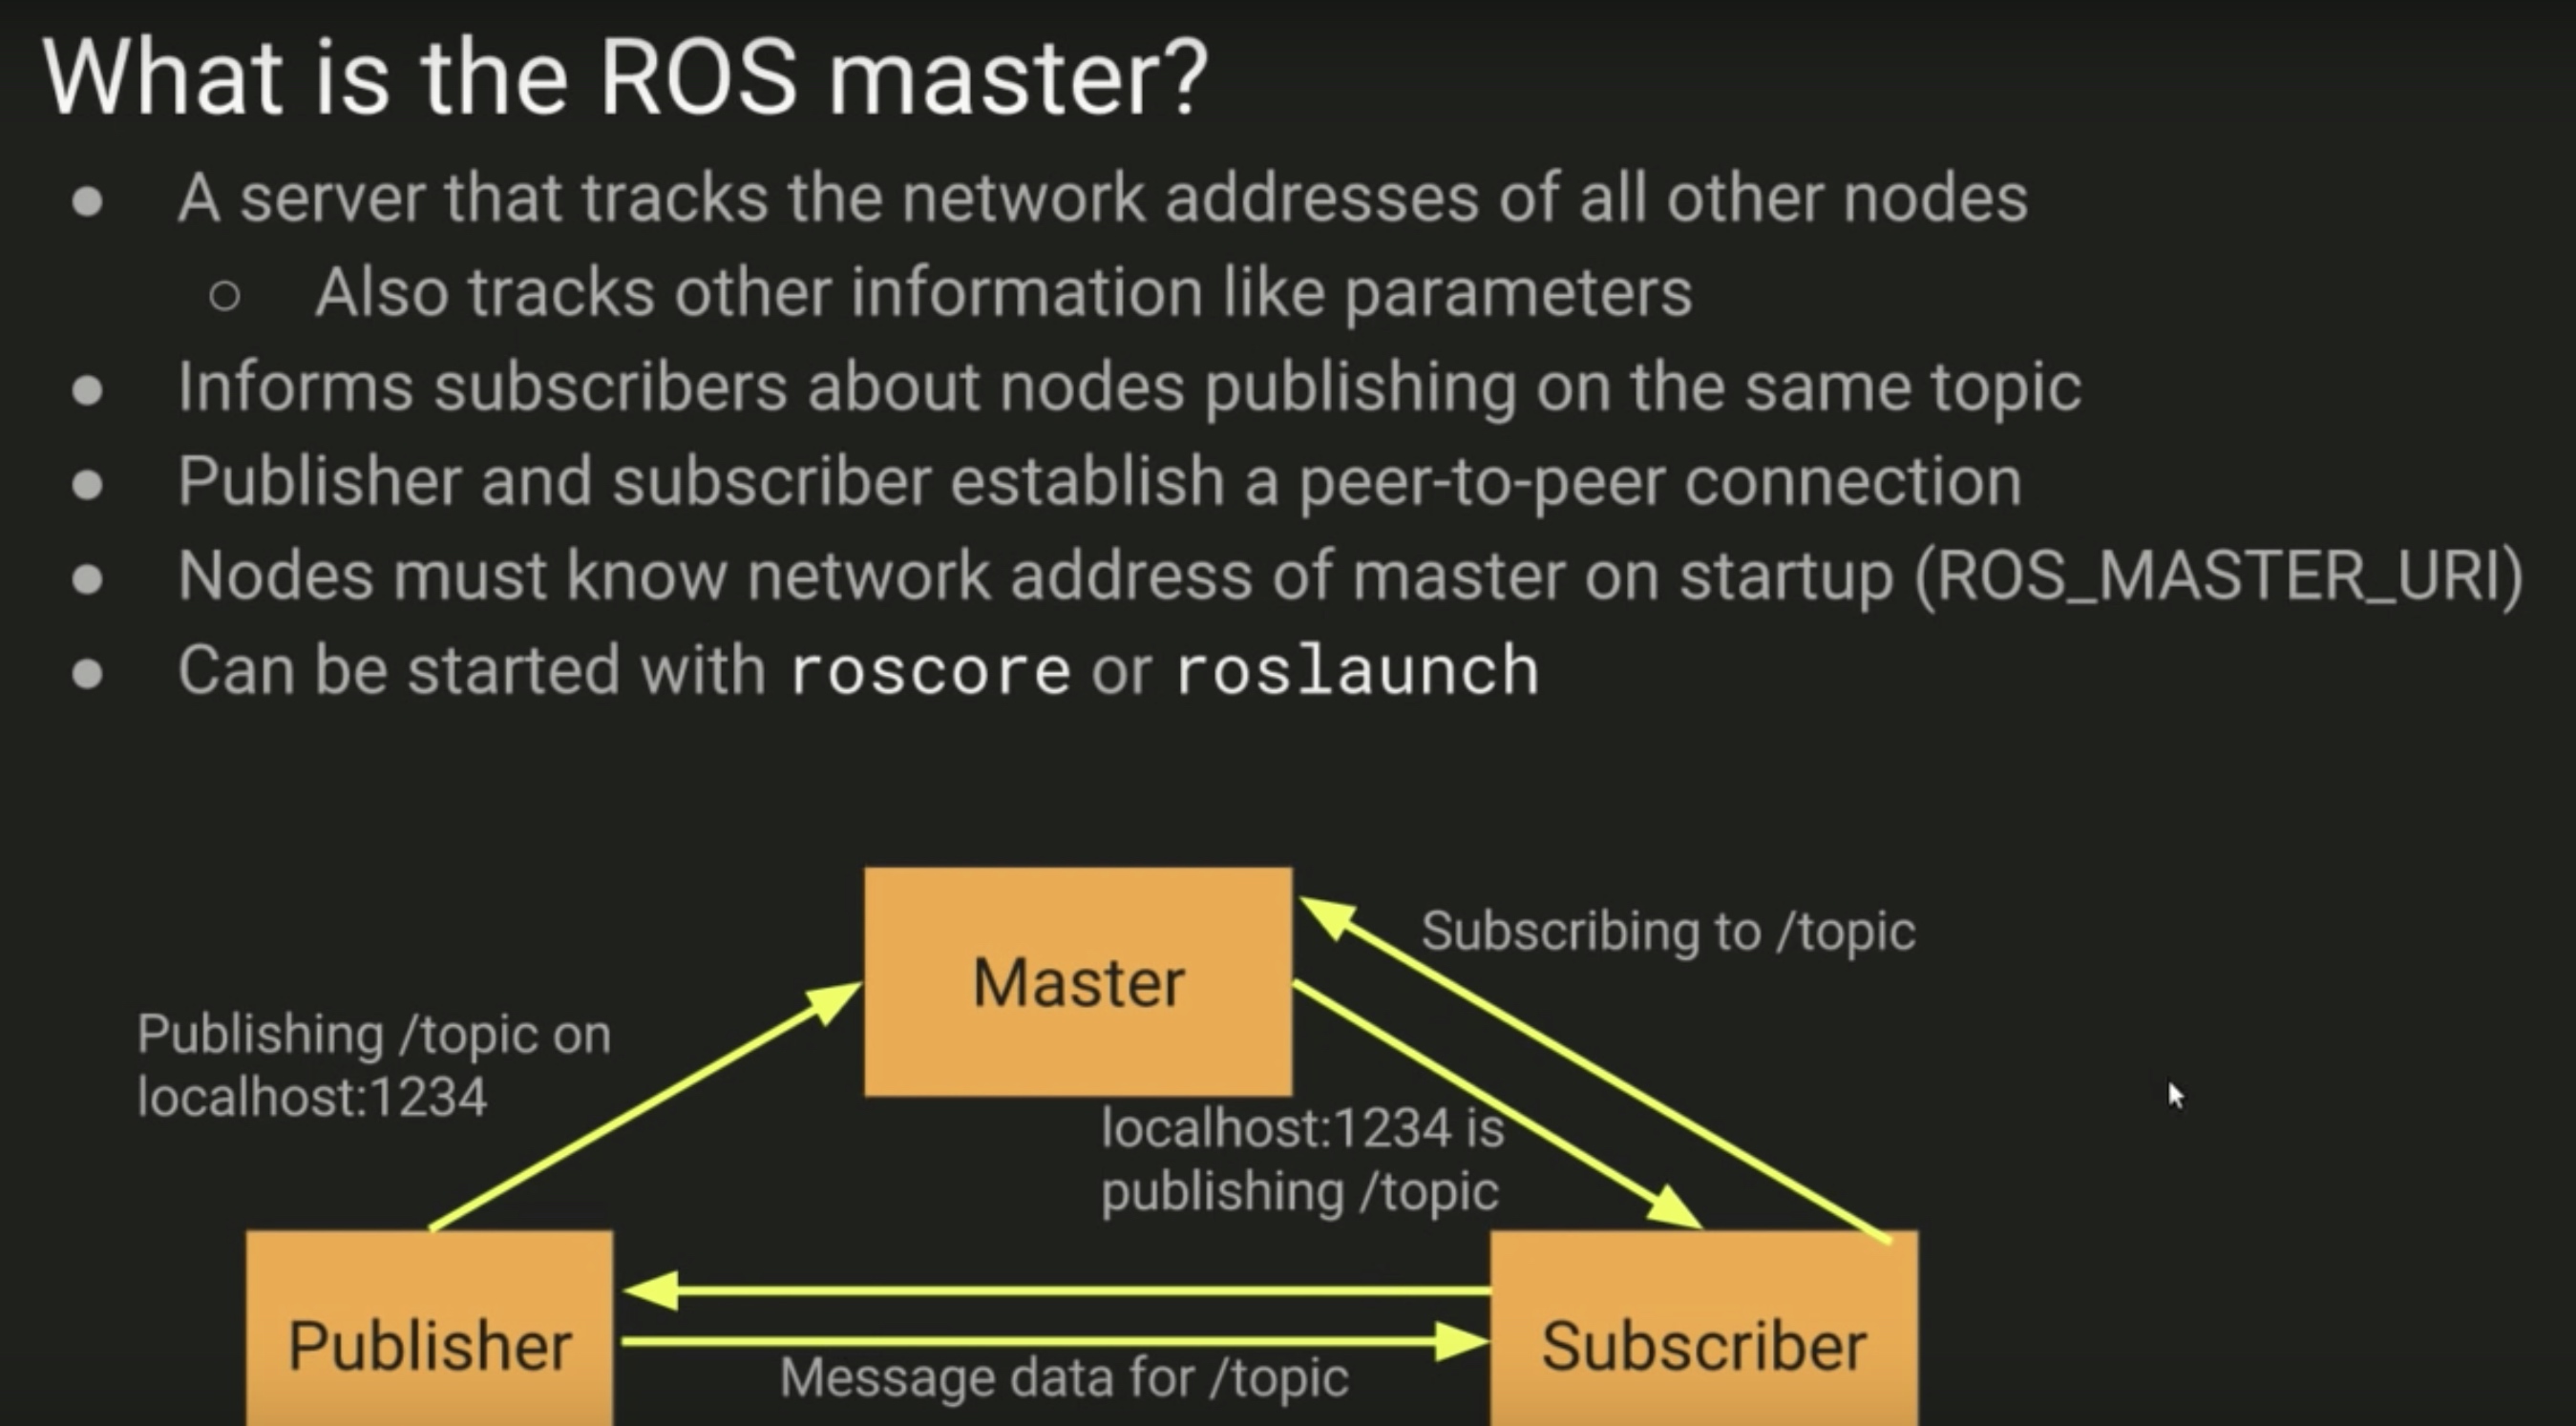 What is the ROS master?
● A server that tracks the network addresses of all other nodes
○ Also tracks other information like parameters
● Informs subscribers about nodes publishing on the same topic
● Publisher and subscriber establish a peer-to-peer connection
● Nodes must know network address of master on startup (ROS_MASTER_URI)
● Can be started with roscore or roslaunch
Master
Subscribing to /topic
Publishing /topic on
localhost:1234
localhost:1234 is
publishing /topic
Publisher
Subscriber
Message data for /topic